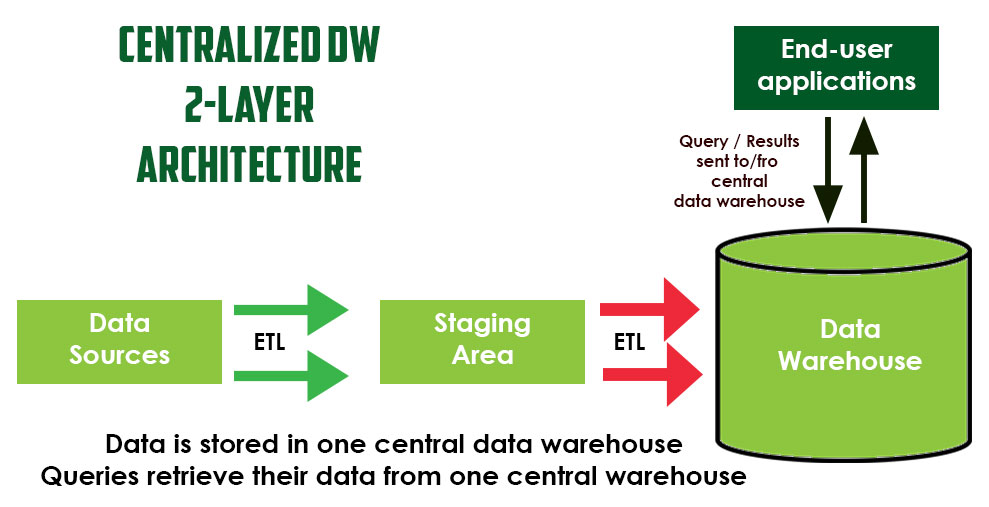 CENTRALIZED DW
2-LAYER
ARCHITECTURE
End-user
applications
Query / Results
sent to/fro
central
data warehouse
Data
Sources
ETL
Staging
Area
ETL
Data
Warehouse
Data is stored in one central data warehouse
Queries retrieve their data from one central warehouse